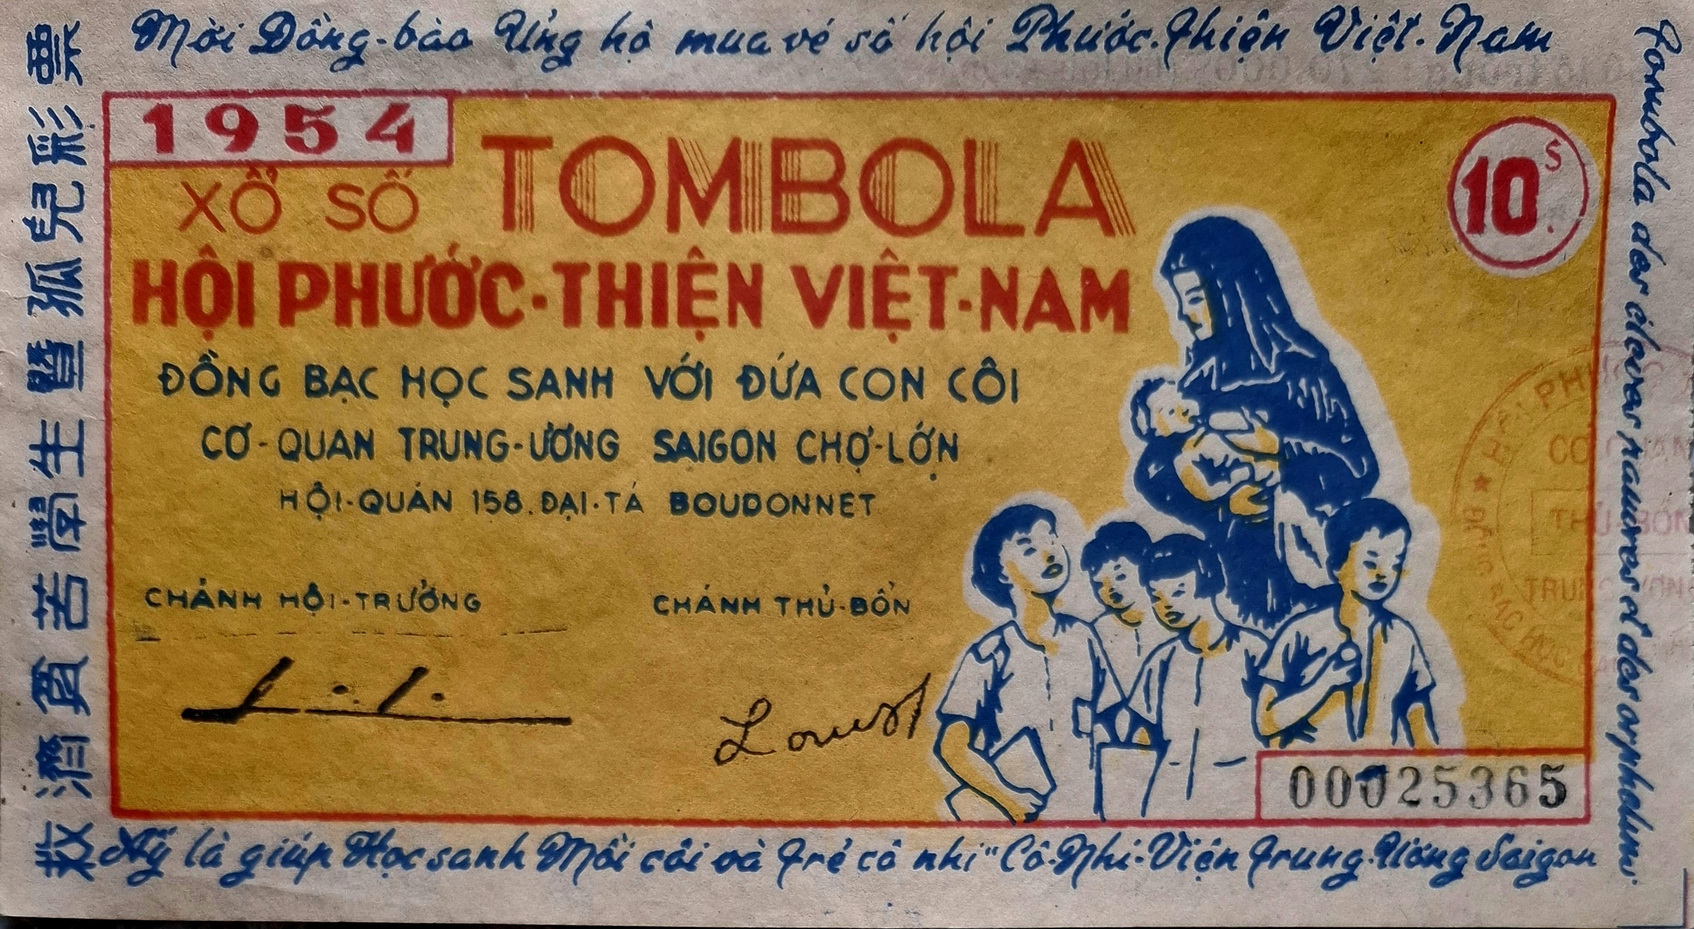 Mời Đồng-bào Ủng hộ mua vé số hội Phước-Thiện Việt-Nam
1954
XỔ SỐ TOMBOLA
10$
HỘI PHƯỚC-THIỆN VIỆT-NAM
ĐỒNG BẠC HỌC SANH VỚI ĐỨA CON CÔI
CƠ-QUAN TRUNG-ƯƠNG SAIGON CHỢ-LỚN
HỘI-QUÁN 158. ĐẠI-TÁ BOUDONNET
CHÁNH HỘI-TRƯỞNG
CHÁNH THỦ-BỔN
00025365
là giúp Học sanh Mồ côi và Trẻ cô nhi "Cô-Nhi-Viện Trung-Ương Saigon
救濟貧苦學生暨孤兒彩票
Tombola des élèves pauvres et des orphelins